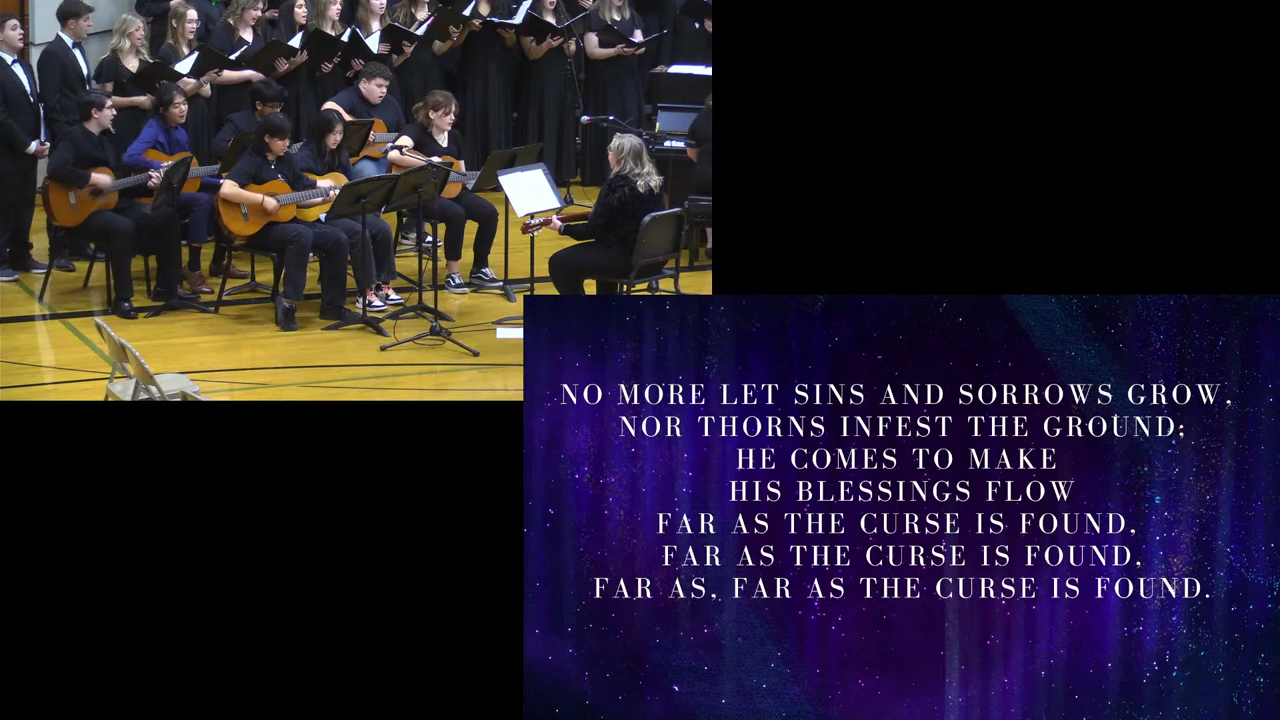 NO MORE LET SINS AND SORROWS GROW,
NOR THORNS INFEST THE GROUND;
HE COMES TO MAKE
HIS BLESSINGS FLOW
FAR AS THE CURSE IS FOUND,
FAR AS THE CURSE IS FOUND,
FAR AS, FAR AS THE CURSE IS FOUND.